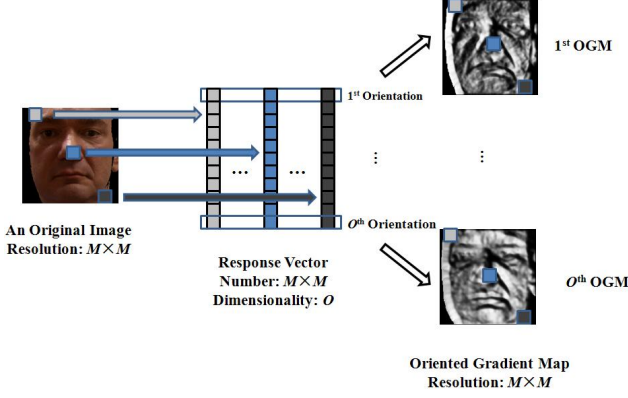 1st OGM
1st Orientation
... ...
⋮ ⋮
Oth Orientation
An Original Image
Resolution: M×M
Response Vector
Number: M×M
Dimensionality: O
Oth OGM
Oriented Gradient Map
Resolution: M×M